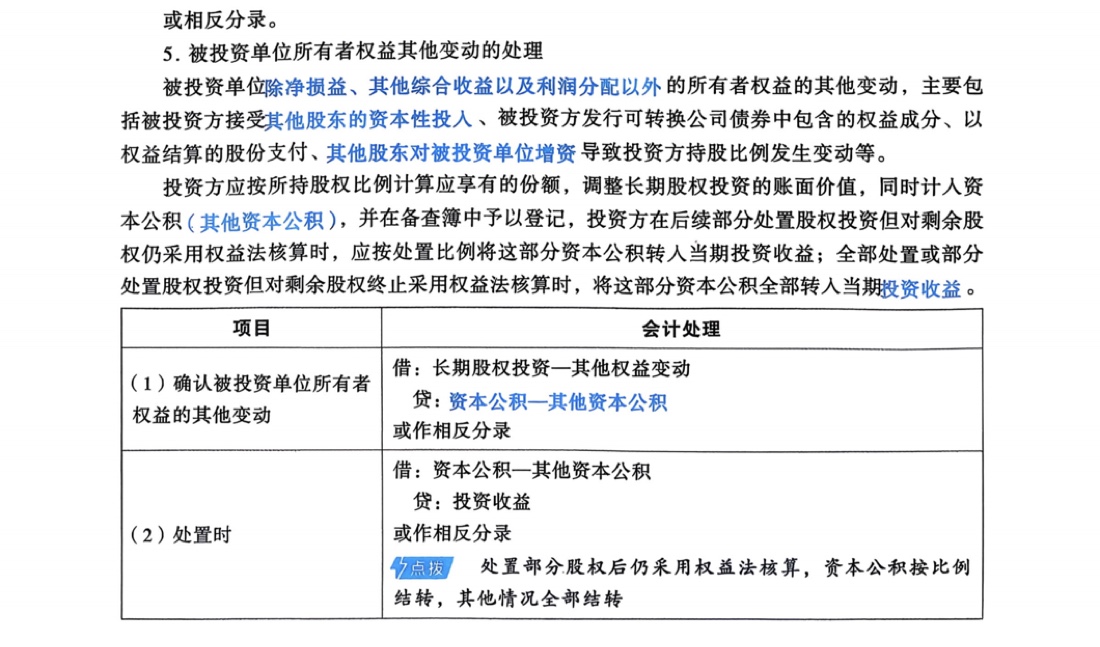 或相反分录。
5. 被投资单位所有者权益其他变动的处理
被投资单位除净损益、其他综合收益以及利润分配以外的所有者权益的其他变动，主要包
括被投资方接受其他股东的资本性投入、被投资方发行可转换公司债券中包含的权益成分、以
权益结算的股份支付、其他股东对被投资单位增资导致投资方持股比例发生变动等。
投资方应按所持股权比例计算应享有的份额，调整长期股权投资的账面价值，同时计入资
本公积（其他资本公积），并在备查簿中予以登记，投资方在后续部分处置股权投资但对剩余股
权仍采用权益法核算时，应按处置比例将这部分资本公积转入当期投资收益；全部处置或部分
处置股权投资但对剩余股权终止采用权益法核算时，将这部分资本公积全部转入当期投资收益。
项目
会计处理
（1）确认被投资单位所有者
权益的其他变动
借：长期股权投资—其他权益变动
贷：资本公积—其他资本公积
或作相反分录
（2）处置时
借：资本公积—其他资本公积
贷：投资收益
或作相反分录
点拨 处置部分股权后仍采用权益法核算，资本公积按比例
结转，其他情况全部结转